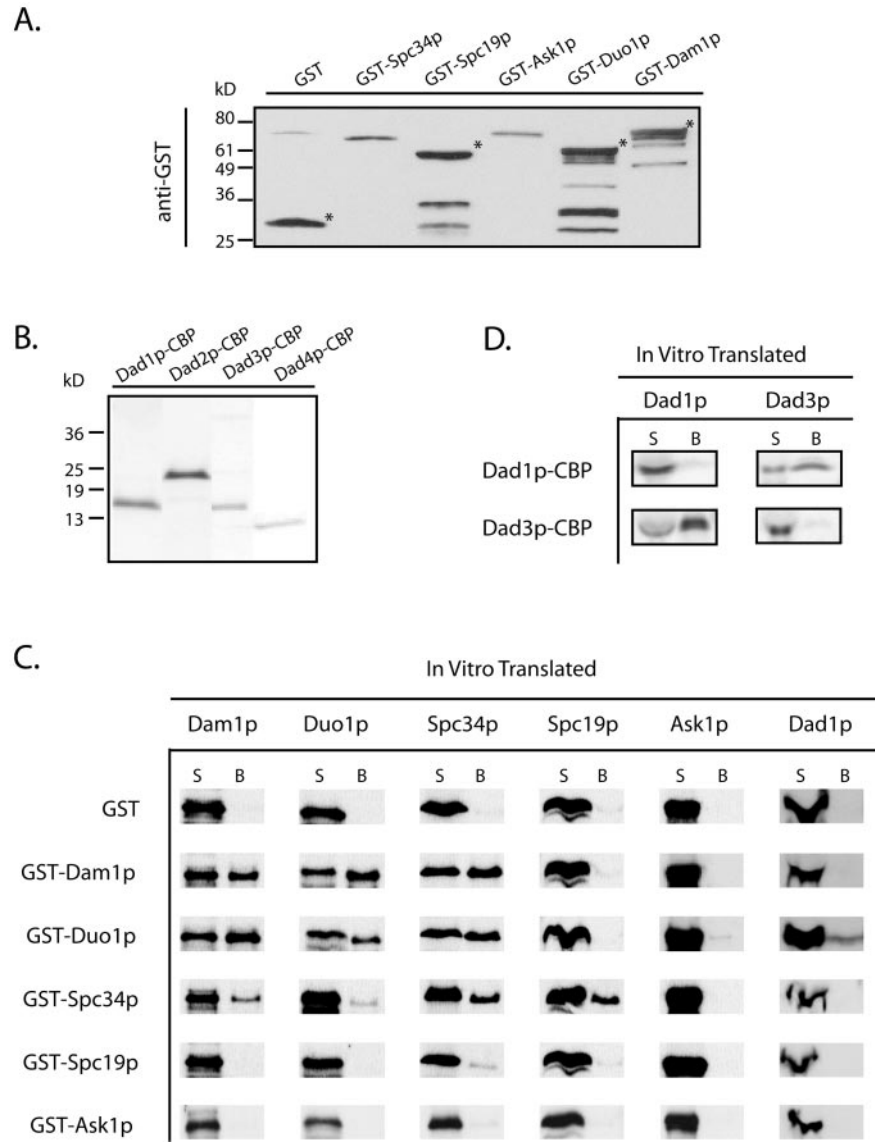 A.
GST GST-Spc34p GST-Spc19p GST-Ask1p GST-Duo1p GST-Dam1p
kD
80
61
49
36
25
anti-GST
* * * *
B.
Dad1p-CBP Dad2p-CBP Dad3p-CBP Dad4p-CBP
kD
36
25
19
13
D.
In Vitro Translated
Dad1p Dad3p
S B S B
Dad1p-CBP
Dad3p-CBP
C.
In Vitro Translated
Dam1p Duo1p Spc34p Spc19p Ask1p Dad1p
S B S B S B S B S B S B
GST
GST-Dam1p
GST-Duo1p
GST-Spc34p
GST-Spc19p
GST-Ask1p